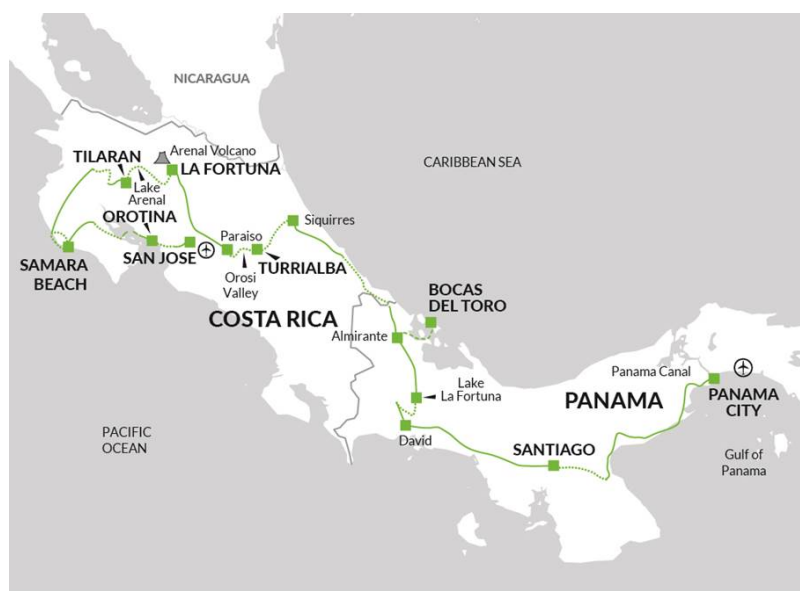 NICARAGUA
Arenal Volcano
TILARAN
LA FORTUNA
CARIBBEAN SEA
Lake
Arenal
OROTINA
Siquirres
Paraiso
SAN JOSE
TURRIALBA
SAMARA
BEACH
Orosi
Valley
BOCAS
DEL TORO
COSTA RICA
Almirante
Panama Canal
Lake
La Fortuna
PANAMA
PANAMA
CITY
PACIFIC
OCEAN
David
SANTIAGO
Gulf of
Panama